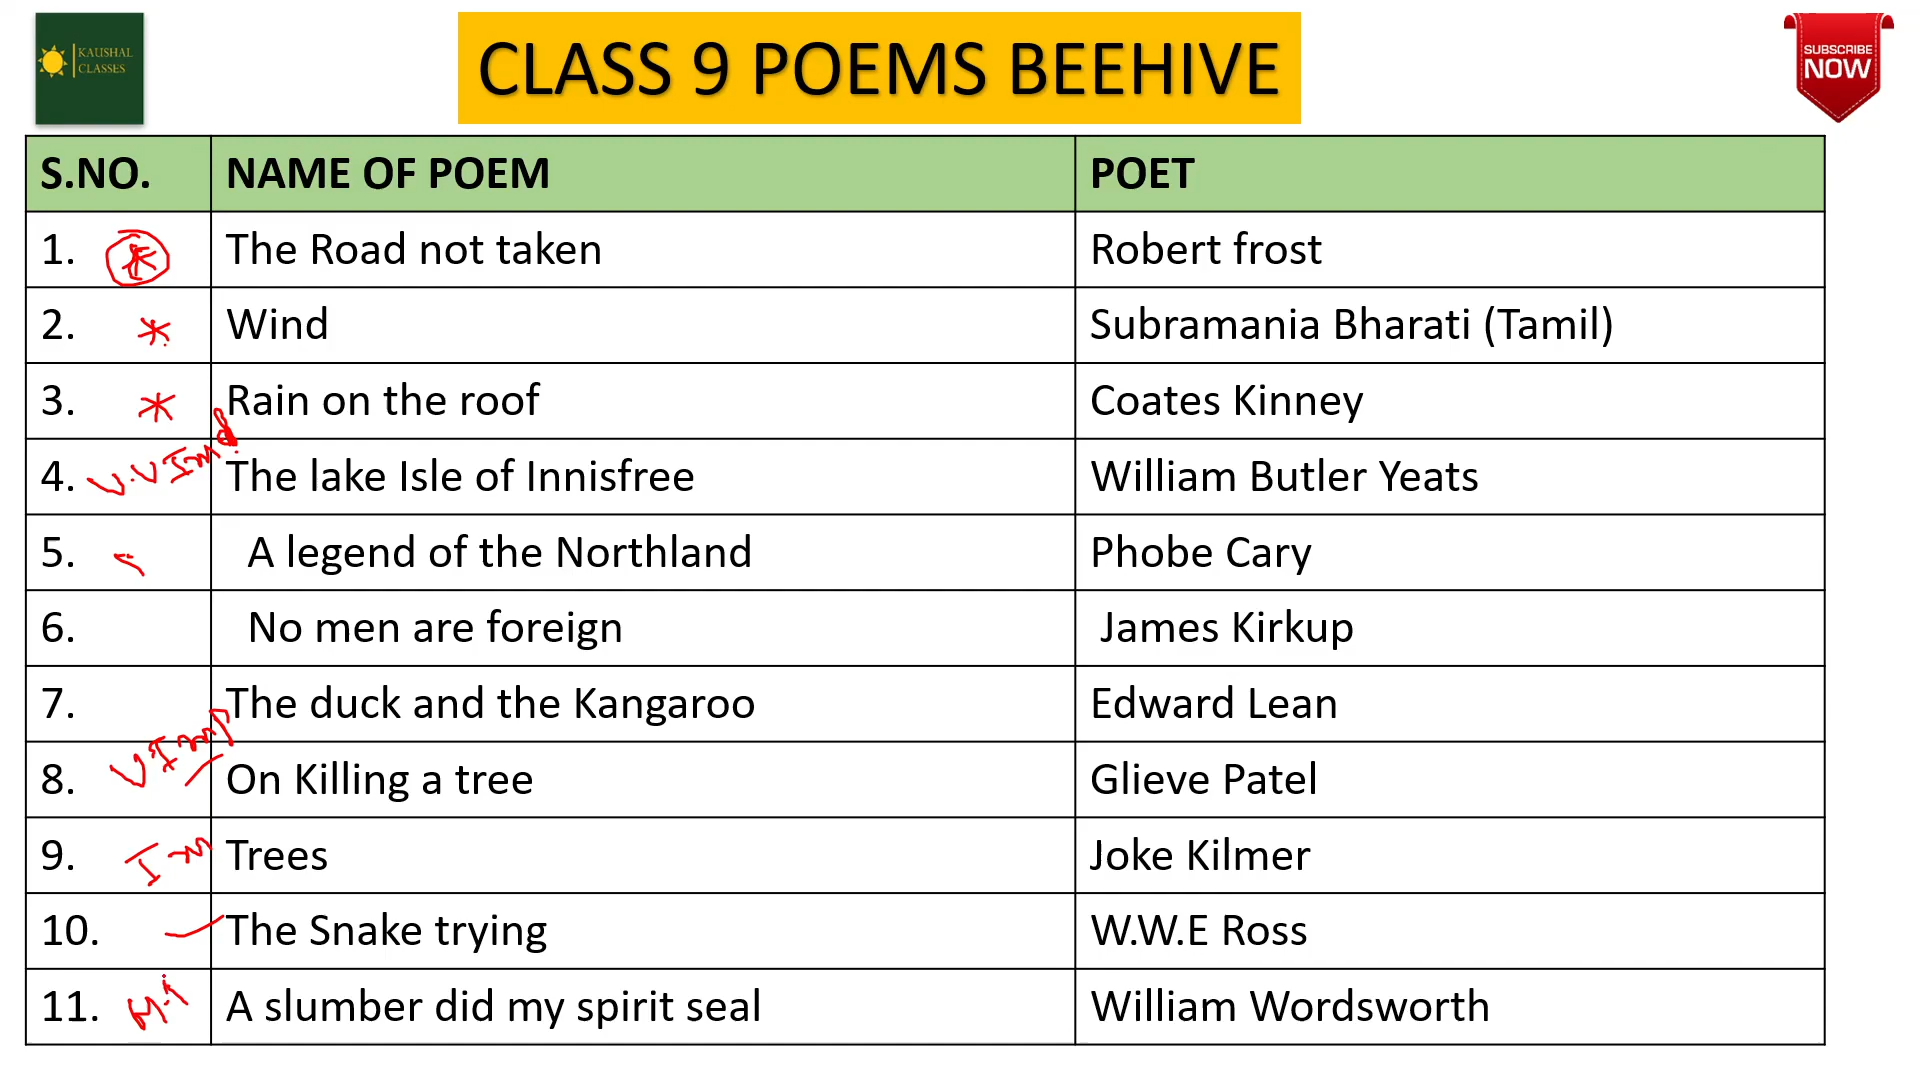 KAUSHAL
CLASSES
CLASS 9 POEMS BEEHIVE
SUBSCRIBE
NOW
S.NO. NAME OF POEM POET
1. The Road not taken Robert frost
2. Wind Subramania Bharati (Tamil)
3. Rain on the roof Coates Kinney
4. V.V Imp The lake Isle of Innisfree William Butler Yeats
5. A legend of the Northland Phobe Cary
6. No men are foreign James Kirkup
7. The duck and the Kangaroo Edward Lean
8. V Imp On Killing a tree Glieve Patel
9. Im Trees Joke Kilmer
10. The Snake trying W.W.E Ross
11. A slumber did my spirit seal William Wordsworth